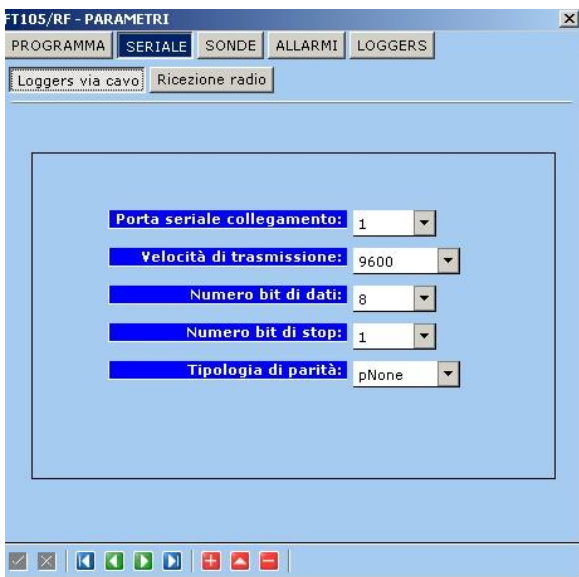 FT105/RF - PARAMETRI
PROGRAMMA SERIALE SONDE ALLARMI LOGGERS
Loggers via cavo Ricezione radio
Porta seriale collegamento: 1
Velocità di trasmissione: 9600
Numero bit di dati: 8
Numero bit di stop: 1
Tipologia di parità: pNone